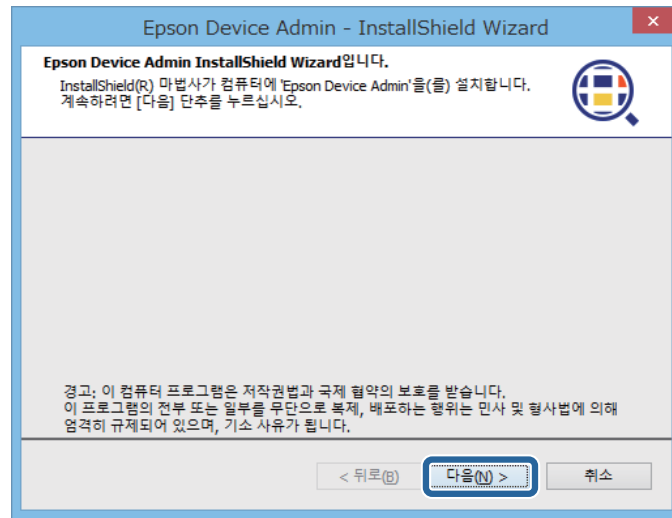 Epson Device Admin - InstallShield Wizard
Epson Device Admin InstallShield Wizard입니다.
InstallShield(R) 마법사가 컴퓨터에 'Epson Device Admin'을(를) 설치합니다.
계속하려면 [다음] 단추를 누르십시오.
경고: 이 컴퓨터 프로그램은 저작권법과 국제 협약의 보호를 받습니다.
이 프로그램의 전부 또는 일부를 무단으로 복제, 배포하는 행위는 민사 및 형사법에 의해
엄격히 규제되어 있으며, 기소 사유가 됩니다.
< 뒤로(B) 다음(N) > 취소